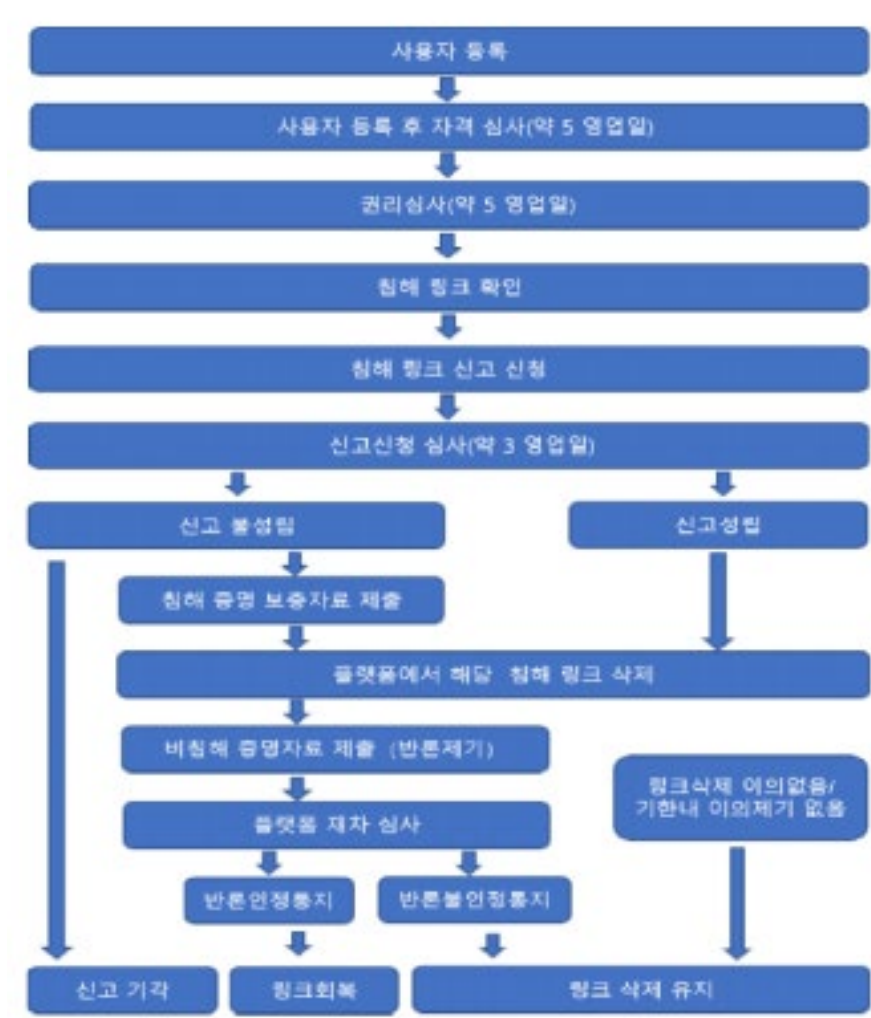 사용자 등록
사용자 등록 후 자격 심사(약 5 영업일)
권리심사(약 5 영업일)
침해 링크 확인
침해 링크 신고 신청
신고신청 심사(약 3 영업일)
신고 불성립
신고성립
침해 증명 보충자료 제출
플랫폼에서 해당 침해 링크 삭제
비침해 증명자료 제출 (반론제기)
링크삭제 이의없음/
기한내 이의제기 없음
플랫폼 재차 심사
반론인정통지
반론불인정통지
신고 기각
링크회복
링크 삭제 유지